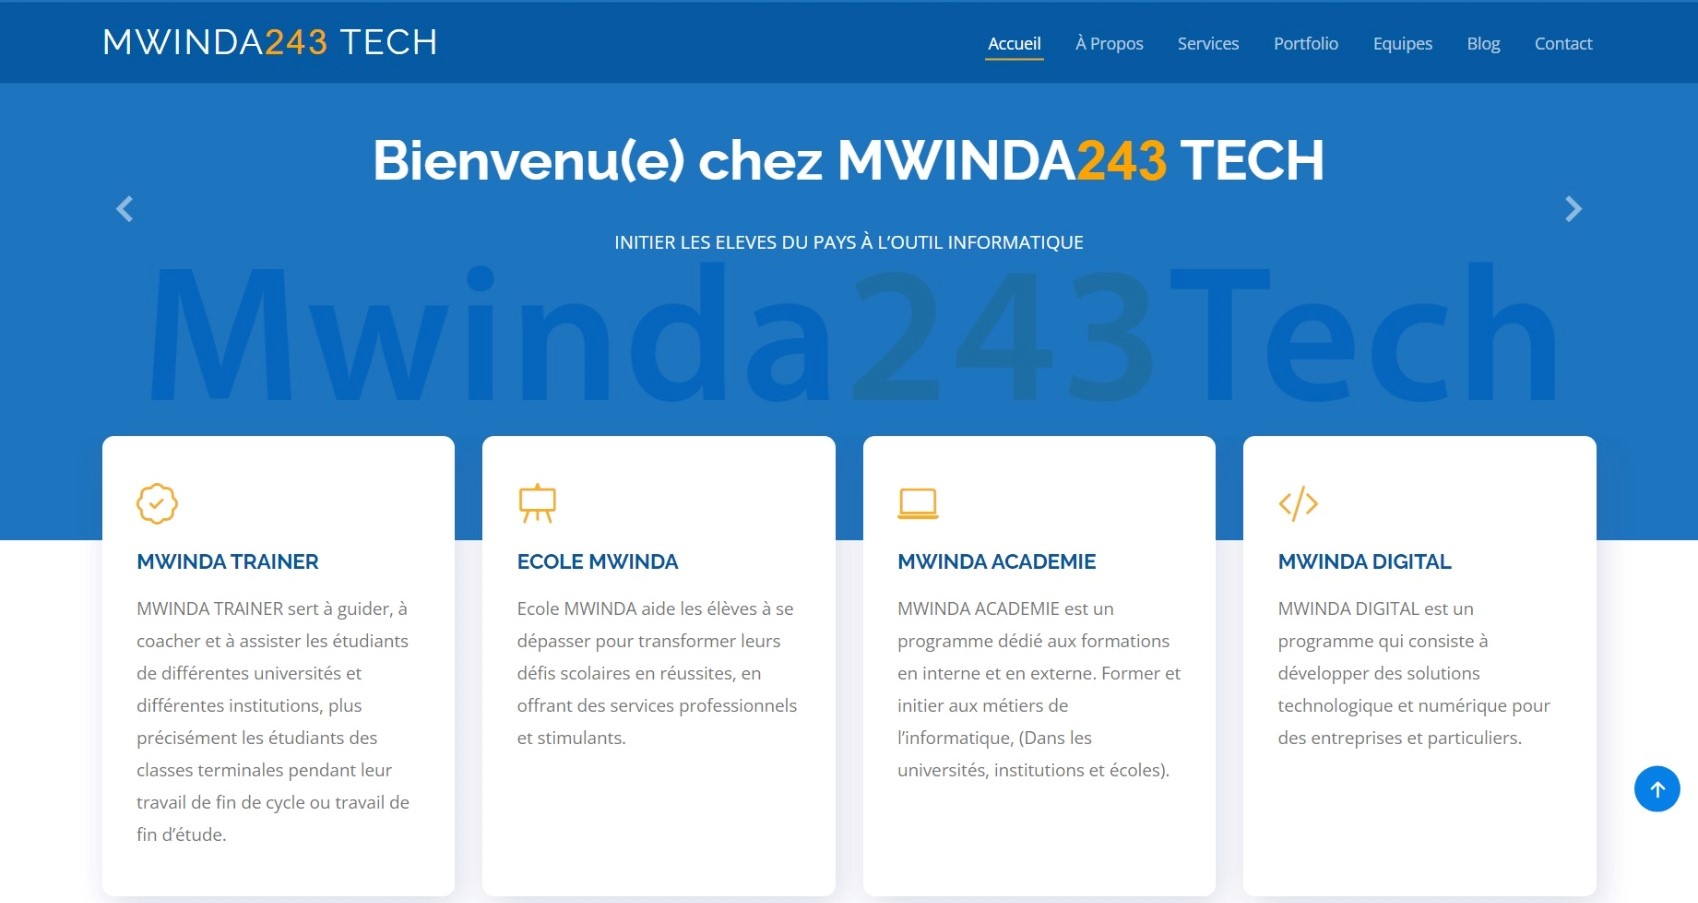 MWINDA243 TECH
Accueil À Propos Services Portfolio Equipes Blog Contact
Bienvenu(e) chez MWINDA243 TECH
INITIER LES ELEVES DU PAYS À L’OUTIL INFORMATIQUE
Mwinda243Tech
MWINDA TRAINER
MWINDA TRAINER sert à guider, à
coacher et à assister les étudiants
de différentes universités et
différentes institutions, plus
précisément les étudiants des
classes terminales pendant leur
travail de fin de cycle ou travail de
fin d’étude.
ECOLE MWINDA
Ecole MWINDA aide les élèves à se
dépasser pour transformer leurs
défis scolaires en réussites, en
offrant des services professionnels
et stimulants.
MWINDA ACADEMIE
MWINDA ACADEMIE est un
programme dédié aux formations
en interne et en externe. Former et
initier aux métiers de
l’informatique, (Dans les
universités, institutions et écoles).
MWINDA DIGITAL
MWINDA DIGITAL est un
programme qui consiste à
développer des solutions
technologique et numérique pour
des entreprises et particuliers.